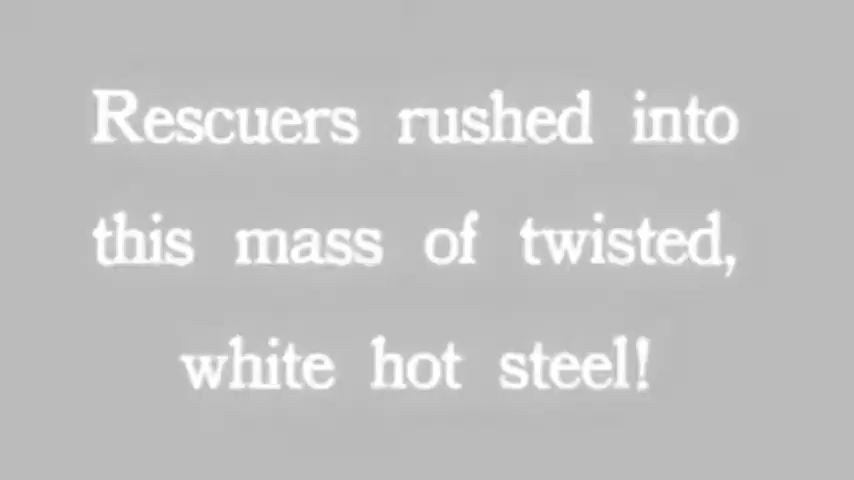 Rescuers rushed into
this mass of twisted,
white hot steel!